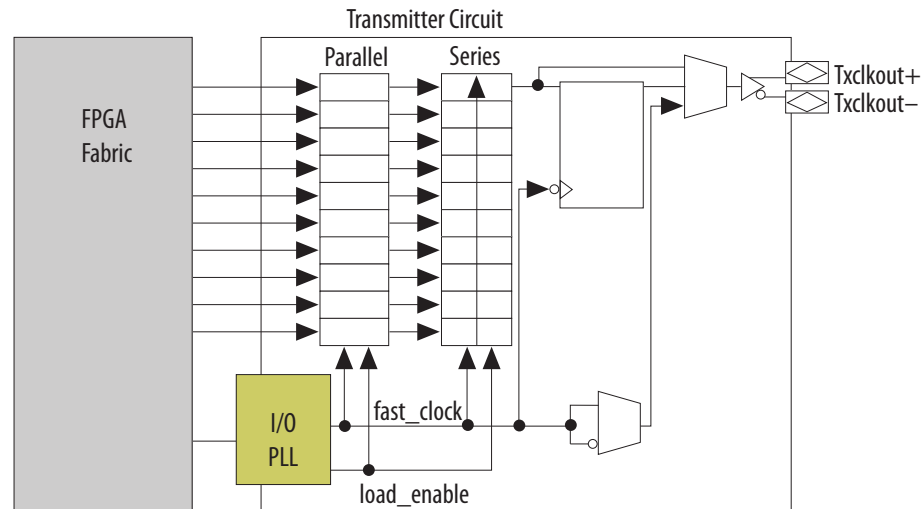 Transmitter Circuit
Parallel
Series
FPGA
Fabric
Txclkout+
Txclkout–
I/O
PLL
fast_clock
load_enable